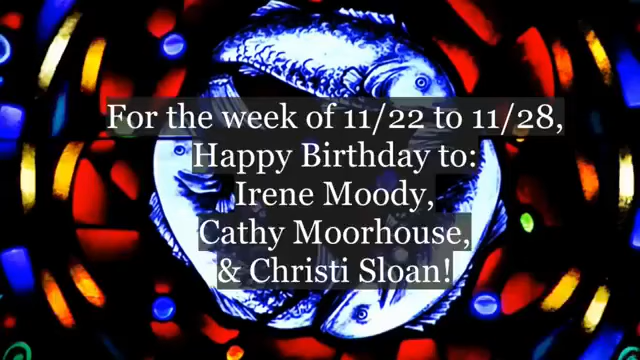 For the week of 11/22 to 11/28,
Happy Birthday to:
Irene Moody,
Cathy Moorhouse,
& Christi Sloan!